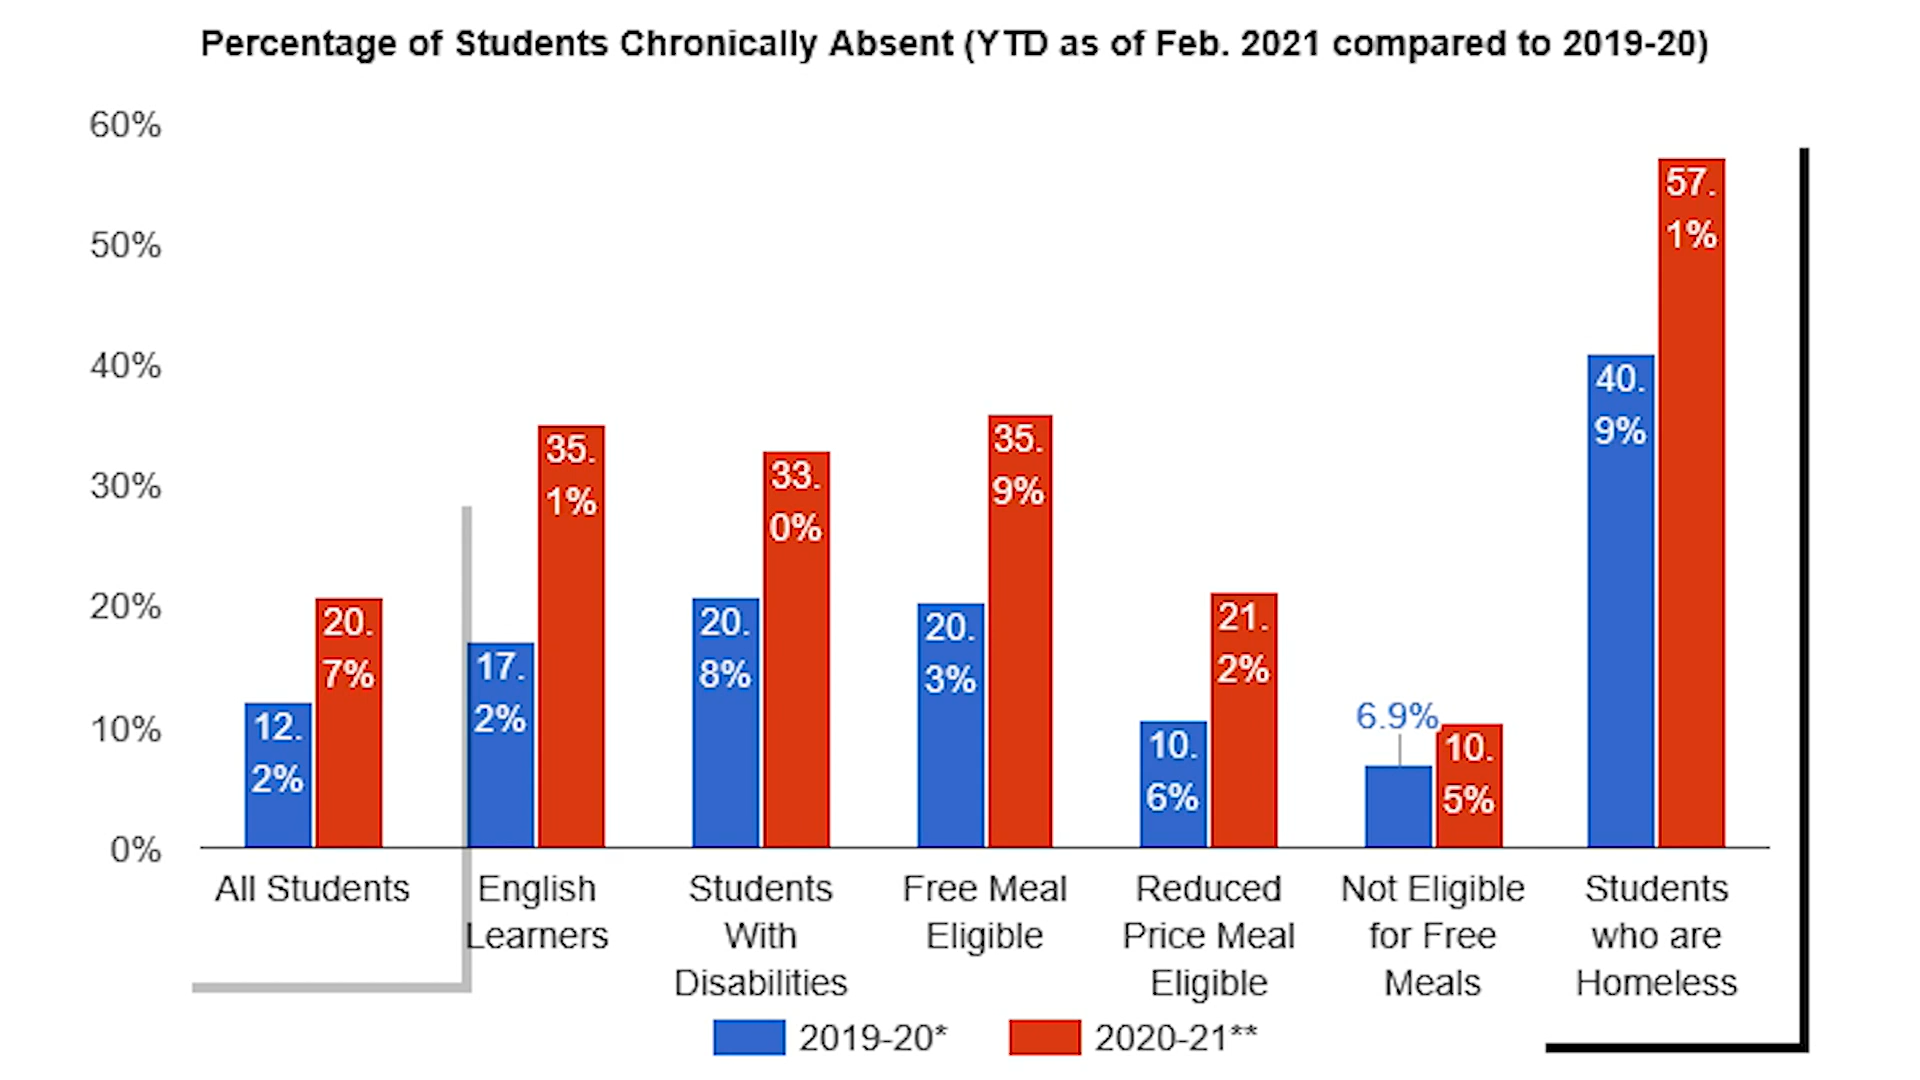 Percentage of Students Chronically Absent (YTD as of Feb. 2021 compared to 2019-20)
60%
50%
40%
30%
20%
10%
0%
12.
2%
20.
7%
17.
2%
35.
1%
20.
8%
33.
0%
20.
3%
35.
9%
10.
6%
21.
2%
6.9%
10.
5%
40.
9%
57.
1%
All Students
English
Learners
Students
With
Disabilities
Free Meal
Eligible
Reduced
Price Meal
Eligible
Not Eligible
for Free
Meals
Students
who are
Homeless
2019-20*
2020-21**